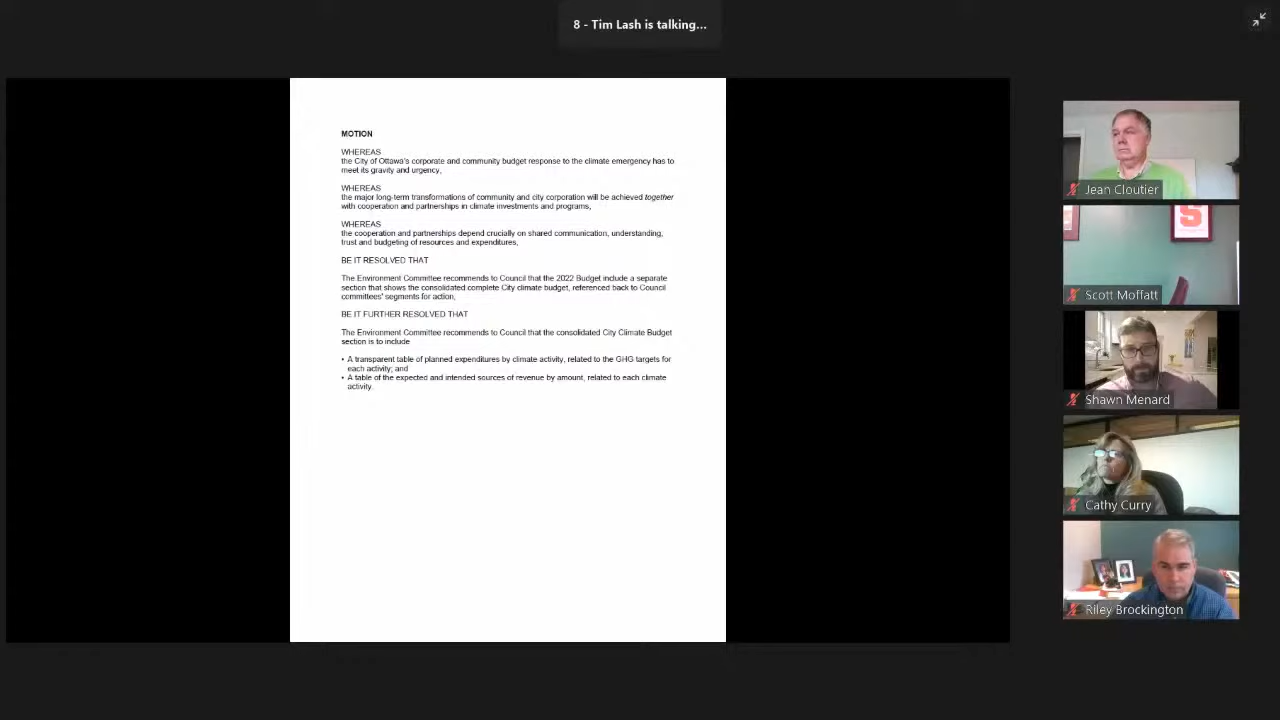 8 - Tim Lash is talking...
MOTION
WHEREAS
the City of Ottawa's corporate and community budget response to the climate emergency has to
meet its gravity and urgency,
WHEREAS
the major long-term transformations of community and city corporation will be achieved together
with cooperation and partnerships in climate investments and programs,
WHEREAS
the cooperation and partnerships depend crucially on shared communication, understanding,
trust and budgeting of resources and expenditures,
BE IT RESOLVED THAT
The Environment Committee recommends to Council that the 2022 Budget include a separate
section that shows the consolidated complete City climate budget, referenced back to Council
committees' segments for action,
BE IT FURTHER RESOLVED THAT
The Environment Committee recommends to Council that the consolidated City Climate Budget
section is to include
• A transparent table of planned expenditures by climate activity, related to the GHG targets for
each activity; and
• A table of the expected and intended sources of revenue by amount, related to each climate
activity.
Jean Cloutier
S
Scott Moffatt
Shawn Menard
Cathy Curry
Riley Brockington